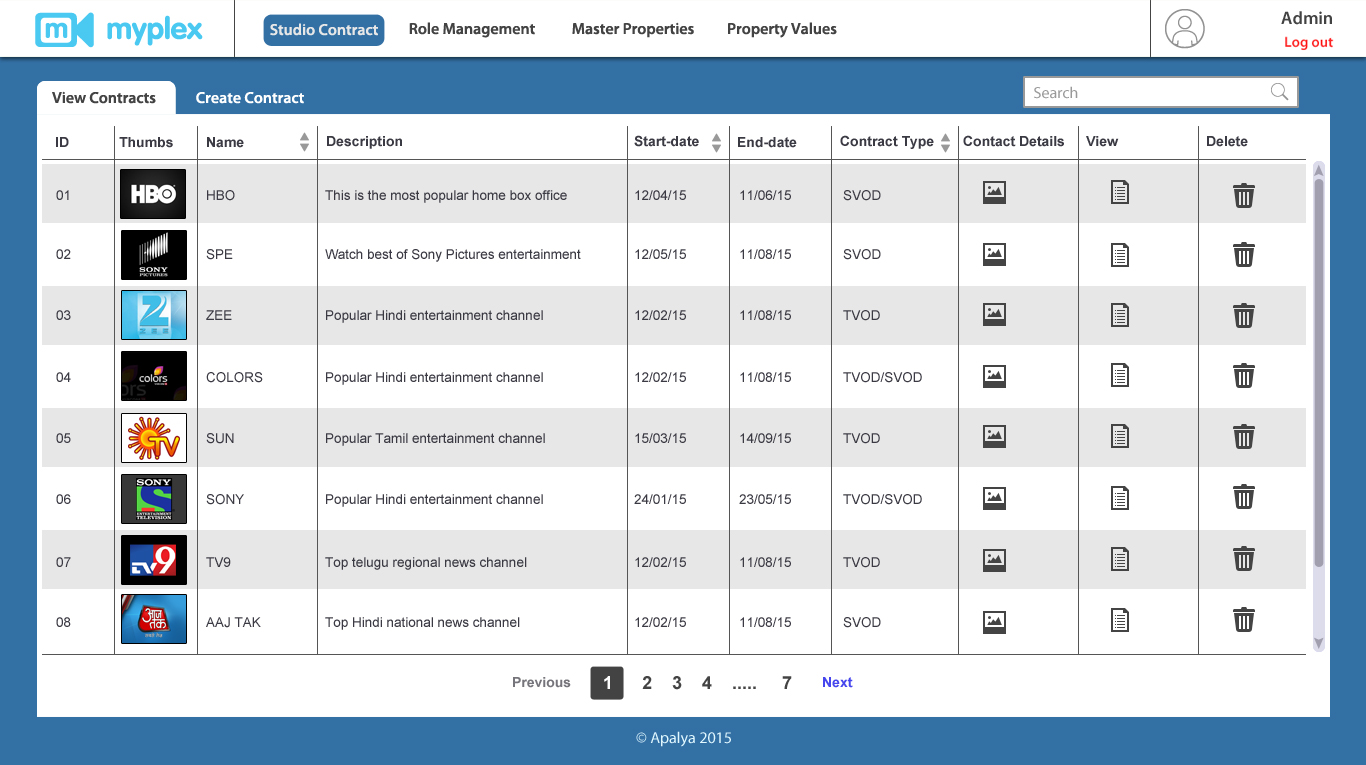 myplex Studio Contract Role Management Master Properties Property Values Admin
Log out
View Contracts Create Contract Search
ID Thumbs Name Description Start-date End-date Contract Type Contact Details View Delete
01 HBO HBO This is the most popular home box office 12/04/15 11/06/15 SVOD
02 SONY PICTURES SPE Watch best of Sony Pictures entertainment 12/05/15 11/08/15 SVOD
03 ZEE ZEE Popular Hindi entertainment channel 12/02/15 11/08/15 TVOD
04 colors COLORS Popular Hindi entertainment channel 12/02/15 11/08/15 TVOD/SVOD
05 TV SUN Popular Tamil entertainment channel 15/03/15 14/09/15 TVOD
06 SONY ENTERTAINMENT TELEVISION SONY Popular Hindi entertainment channel 24/01/15 23/05/15 TVOD/SVOD
07 TV9 TV9 Top telugu regional news channel 12/02/15 11/08/15 TVOD
08 आज तक AAJ TAK Top Hindi national news channel 12/02/15 11/08/15 SVOD
Previous 1 2 3 4 ..... 7 Next
© Apalya 2015